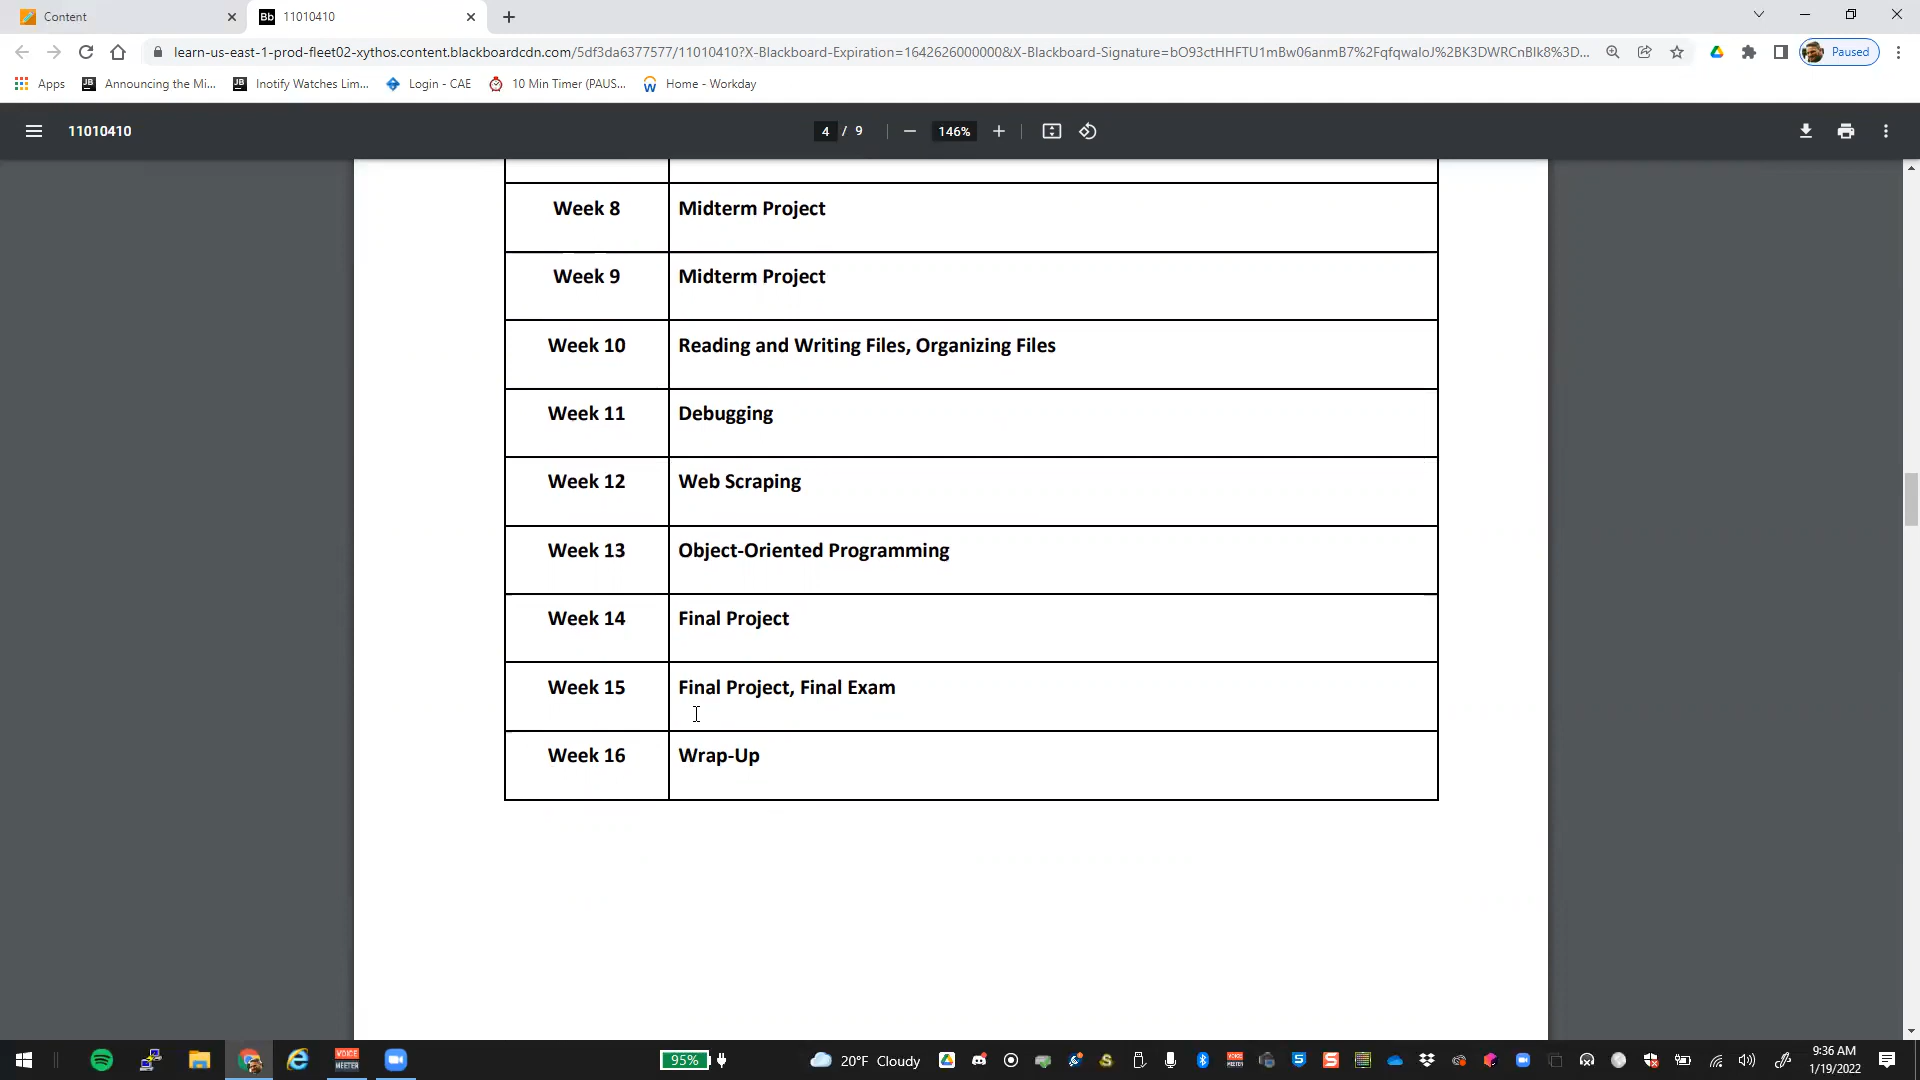 Content
Bb 11010410
learn-us-east-1-prod-fleet02-xythos.content.blackboardcdn.com/5df3da6377577/11010410?X-Blackboard-Expiration=1642626000000&X-Blackboard-Signature=bO93ctHHFTU1mBw06anmB7%2FqfqwaloJ%2BK3DWRCnBlk8%3D...
Paused
Apps
Announcing the Mi...
Inotify Watches Lim...
Login - CAE
10 Min Timer (PAUS...
Home - Workday
11010410
4 / 9
146%
Week 8 Midterm Project
Week 9 Midterm Project
Week 10 Reading and Writing Files, Organizing Files
Week 11 Debugging
Week 12 Web Scraping
Week 13 Object-Oriented Programming
Week 14 Final Project
Week 15 Final Project, Final Exam
Week 16 Wrap-Up
95%
20°F Cloudy
9:36 AM
1/19/2022